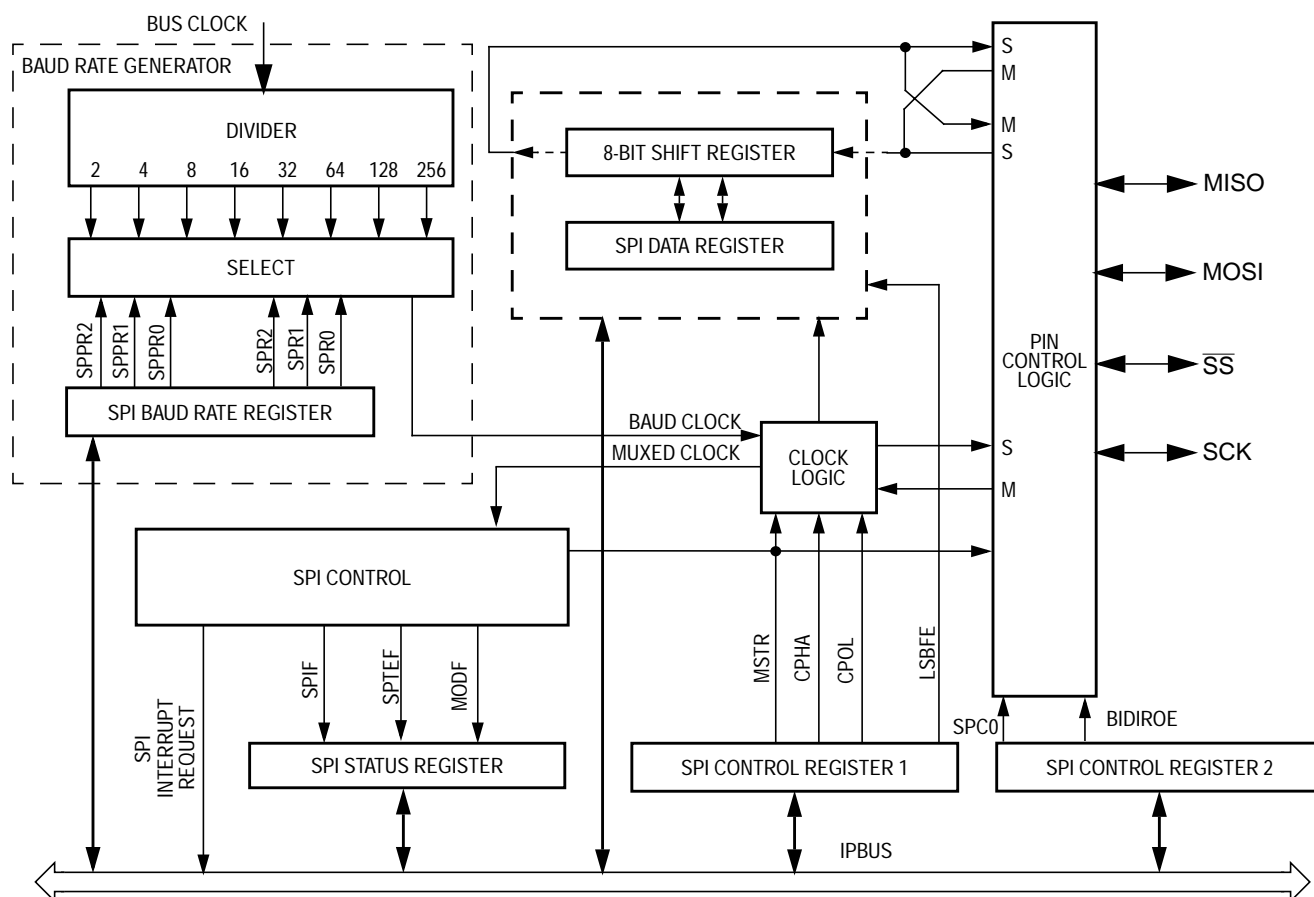 BUS CLOCK
BAUD RATE GENERATOR
DIVIDER
2 4 8 16 32 64 128 256
SELECT
SPPR2
SPPR1
SPPR0
SPR2
SPR1
SPR0
SPI BAUD RATE REGISTER
8-BIT SHIFT REGISTER
SPI DATA REGISTER
S
M
M
S
PIN
CONTROL
LOGIC
MISO
MOSI
SS
SCK
BAUD CLOCK
MUXED CLOCK
CLOCK
LOGIC
S
M
SPI CONTROL
SPI
INTERRUPT
REQUEST
SPIF
SPTEF
MODF
MSTR
CPHA
CPOL
LSBFE
SPC0
BIDIROE
SPI STATUS REGISTER
SPI CONTROL REGISTER 1
SPI CONTROL REGISTER 2
IPBUS